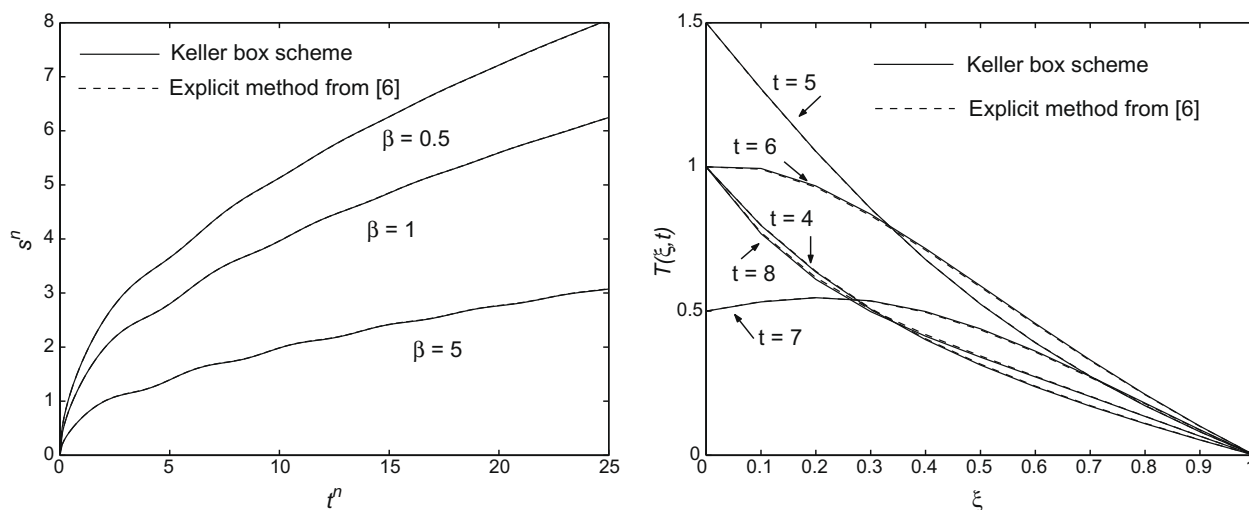 8
7
6
5
4
3
2
1
0
Keller box scheme
Explicit method from [6]
β = 0.5
β = 1
β = 5
s^n
0 5 10 15 20 25
t^n
1.5
1
0.5
0
Keller box scheme
Explicit method from [6]
t = 5
t = 6
t = 4
t = 8
t = 7
T(ξ,t)
0 0.1 0.2 0.3 0.4 0.5 0.6 0.7 0.8 0.9 1
ξ